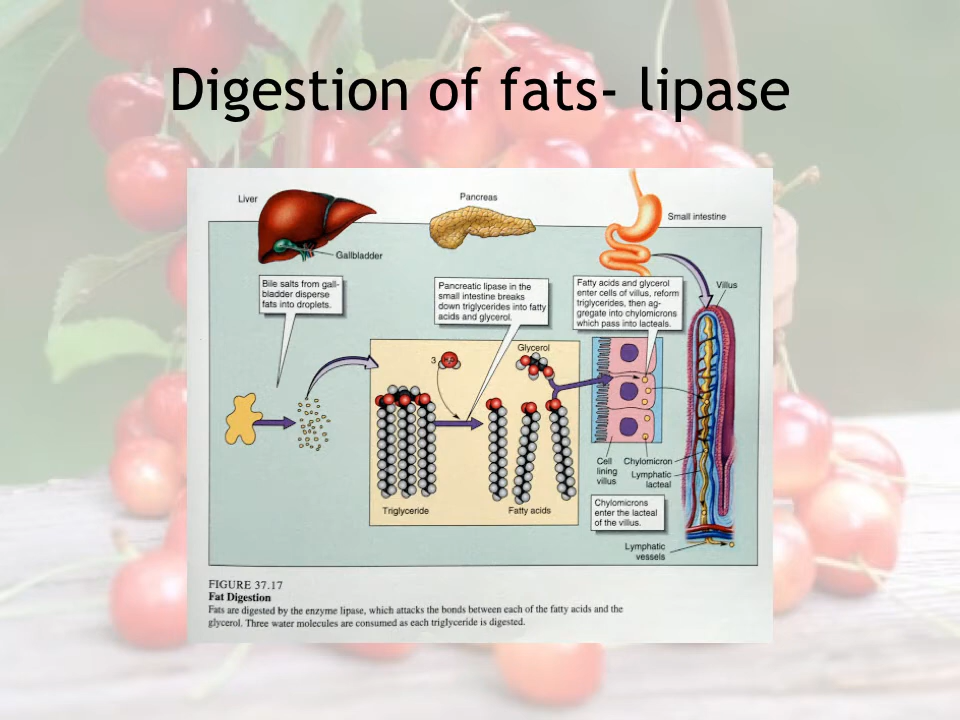 Digestion of fats- lipase
Liver
Pancreas
Small intestine
Gallbladder
Bile salts from gall-
bladder disperse
fats into droplets.
Pancreatic lipase in the
small intestine breaks
down triglycerides into fatty
acids and glycerol.
Fatty acids and glycerol
enter cells of villus, reform
triglycerides, then ag-
gregate into chylomicrons
which pass into lacteals.
Villus
Glycerol
3
Triglyceride
Fatty acids
Cell
lining
villus
Chylomicron
Lymphatic
lacteal
Chylomicrons
enter the lacteal
of the villus.
Lymphatic
vessels
FIGURE 37.17
Fat Digestion
Fats are digested by the enzyme lipase, which attacks the bonds between each of the fatty acids and the
glycerol. Three water molecules are consumed as each triglyceride is digested.